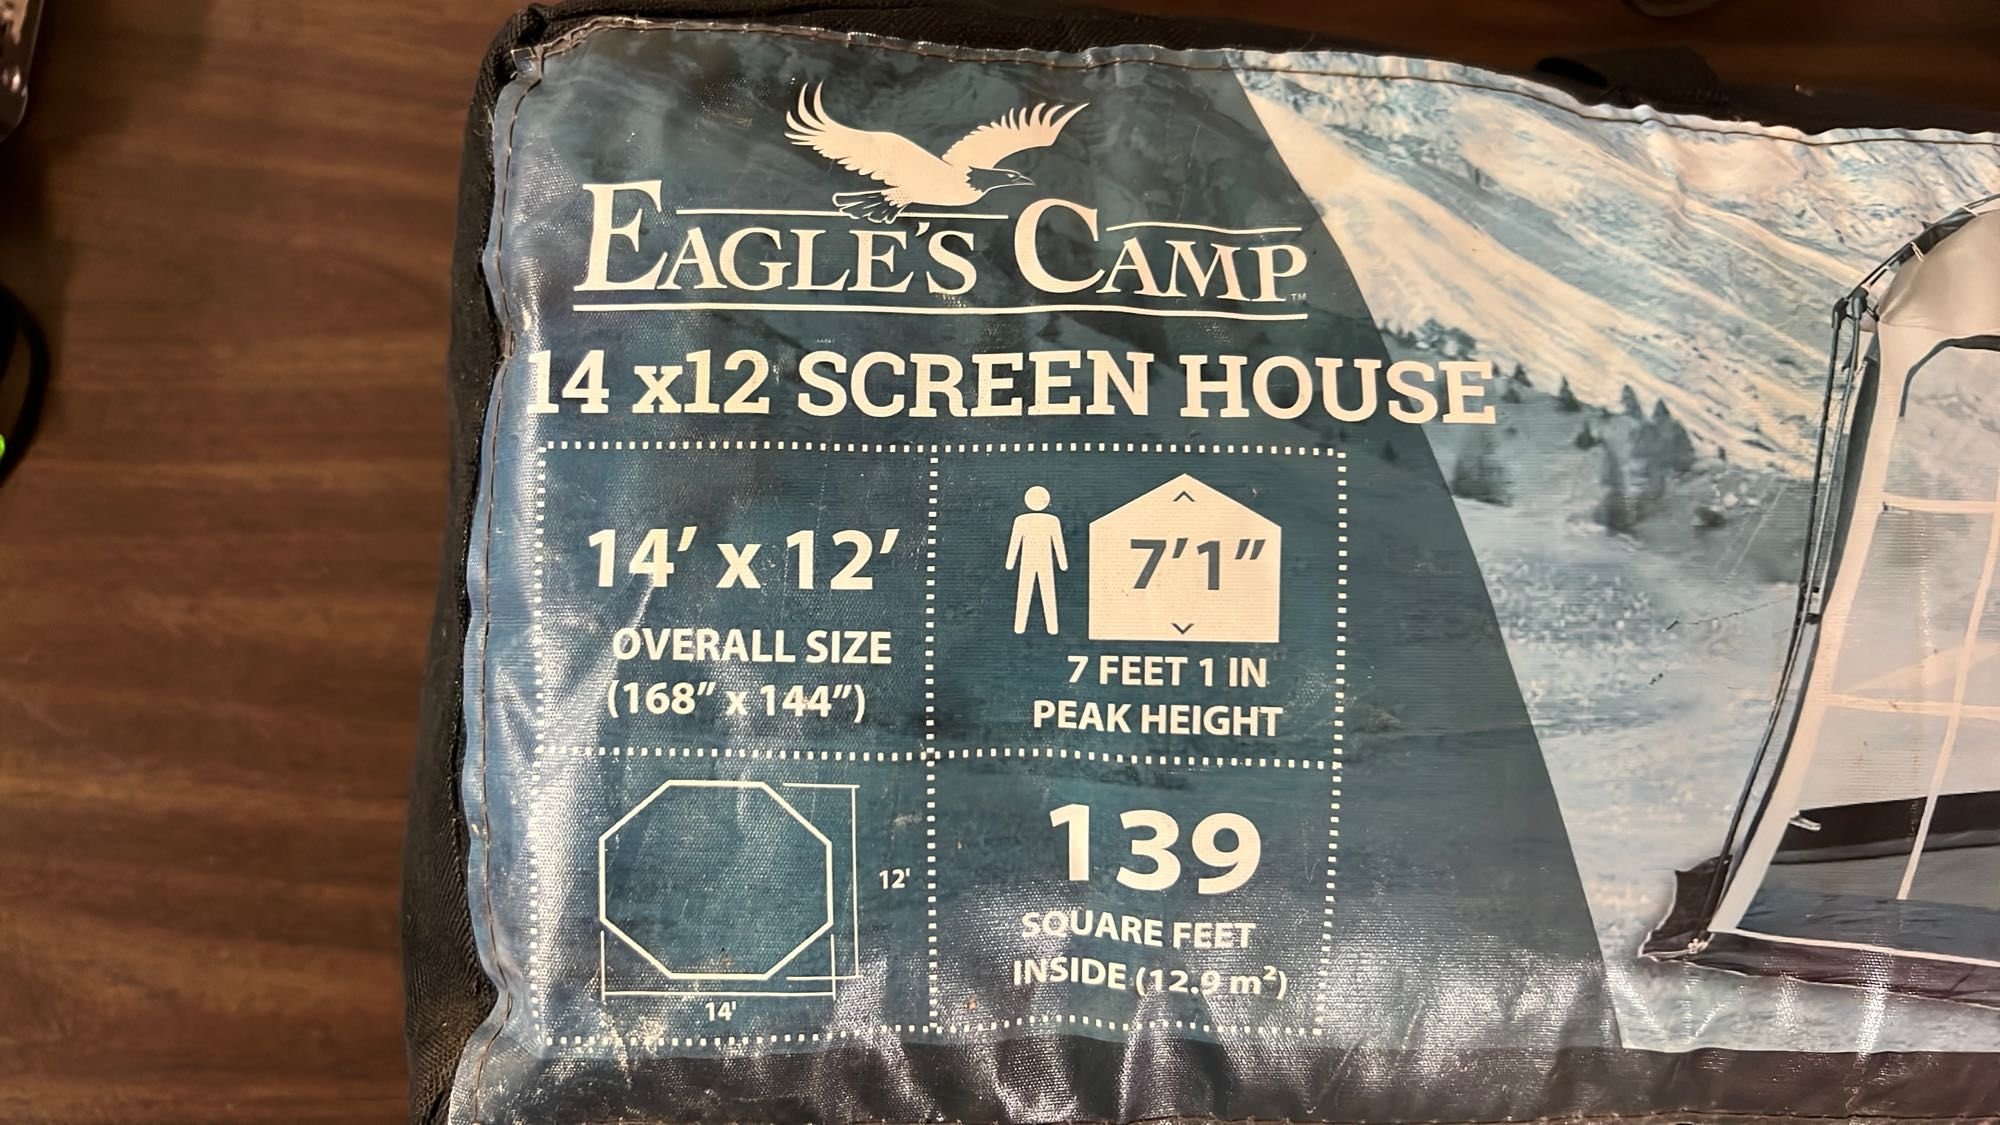 EAGLE'S CAMP™
14 x12 SCREEN HOUSE
14' x 12'
OVERALL SIZE
(168" x 144")
7'1"
7 FEET 1 IN
PEAK HEIGHT
12'
14'
139
SQUARE FEET
INSIDE (12.9 m²)